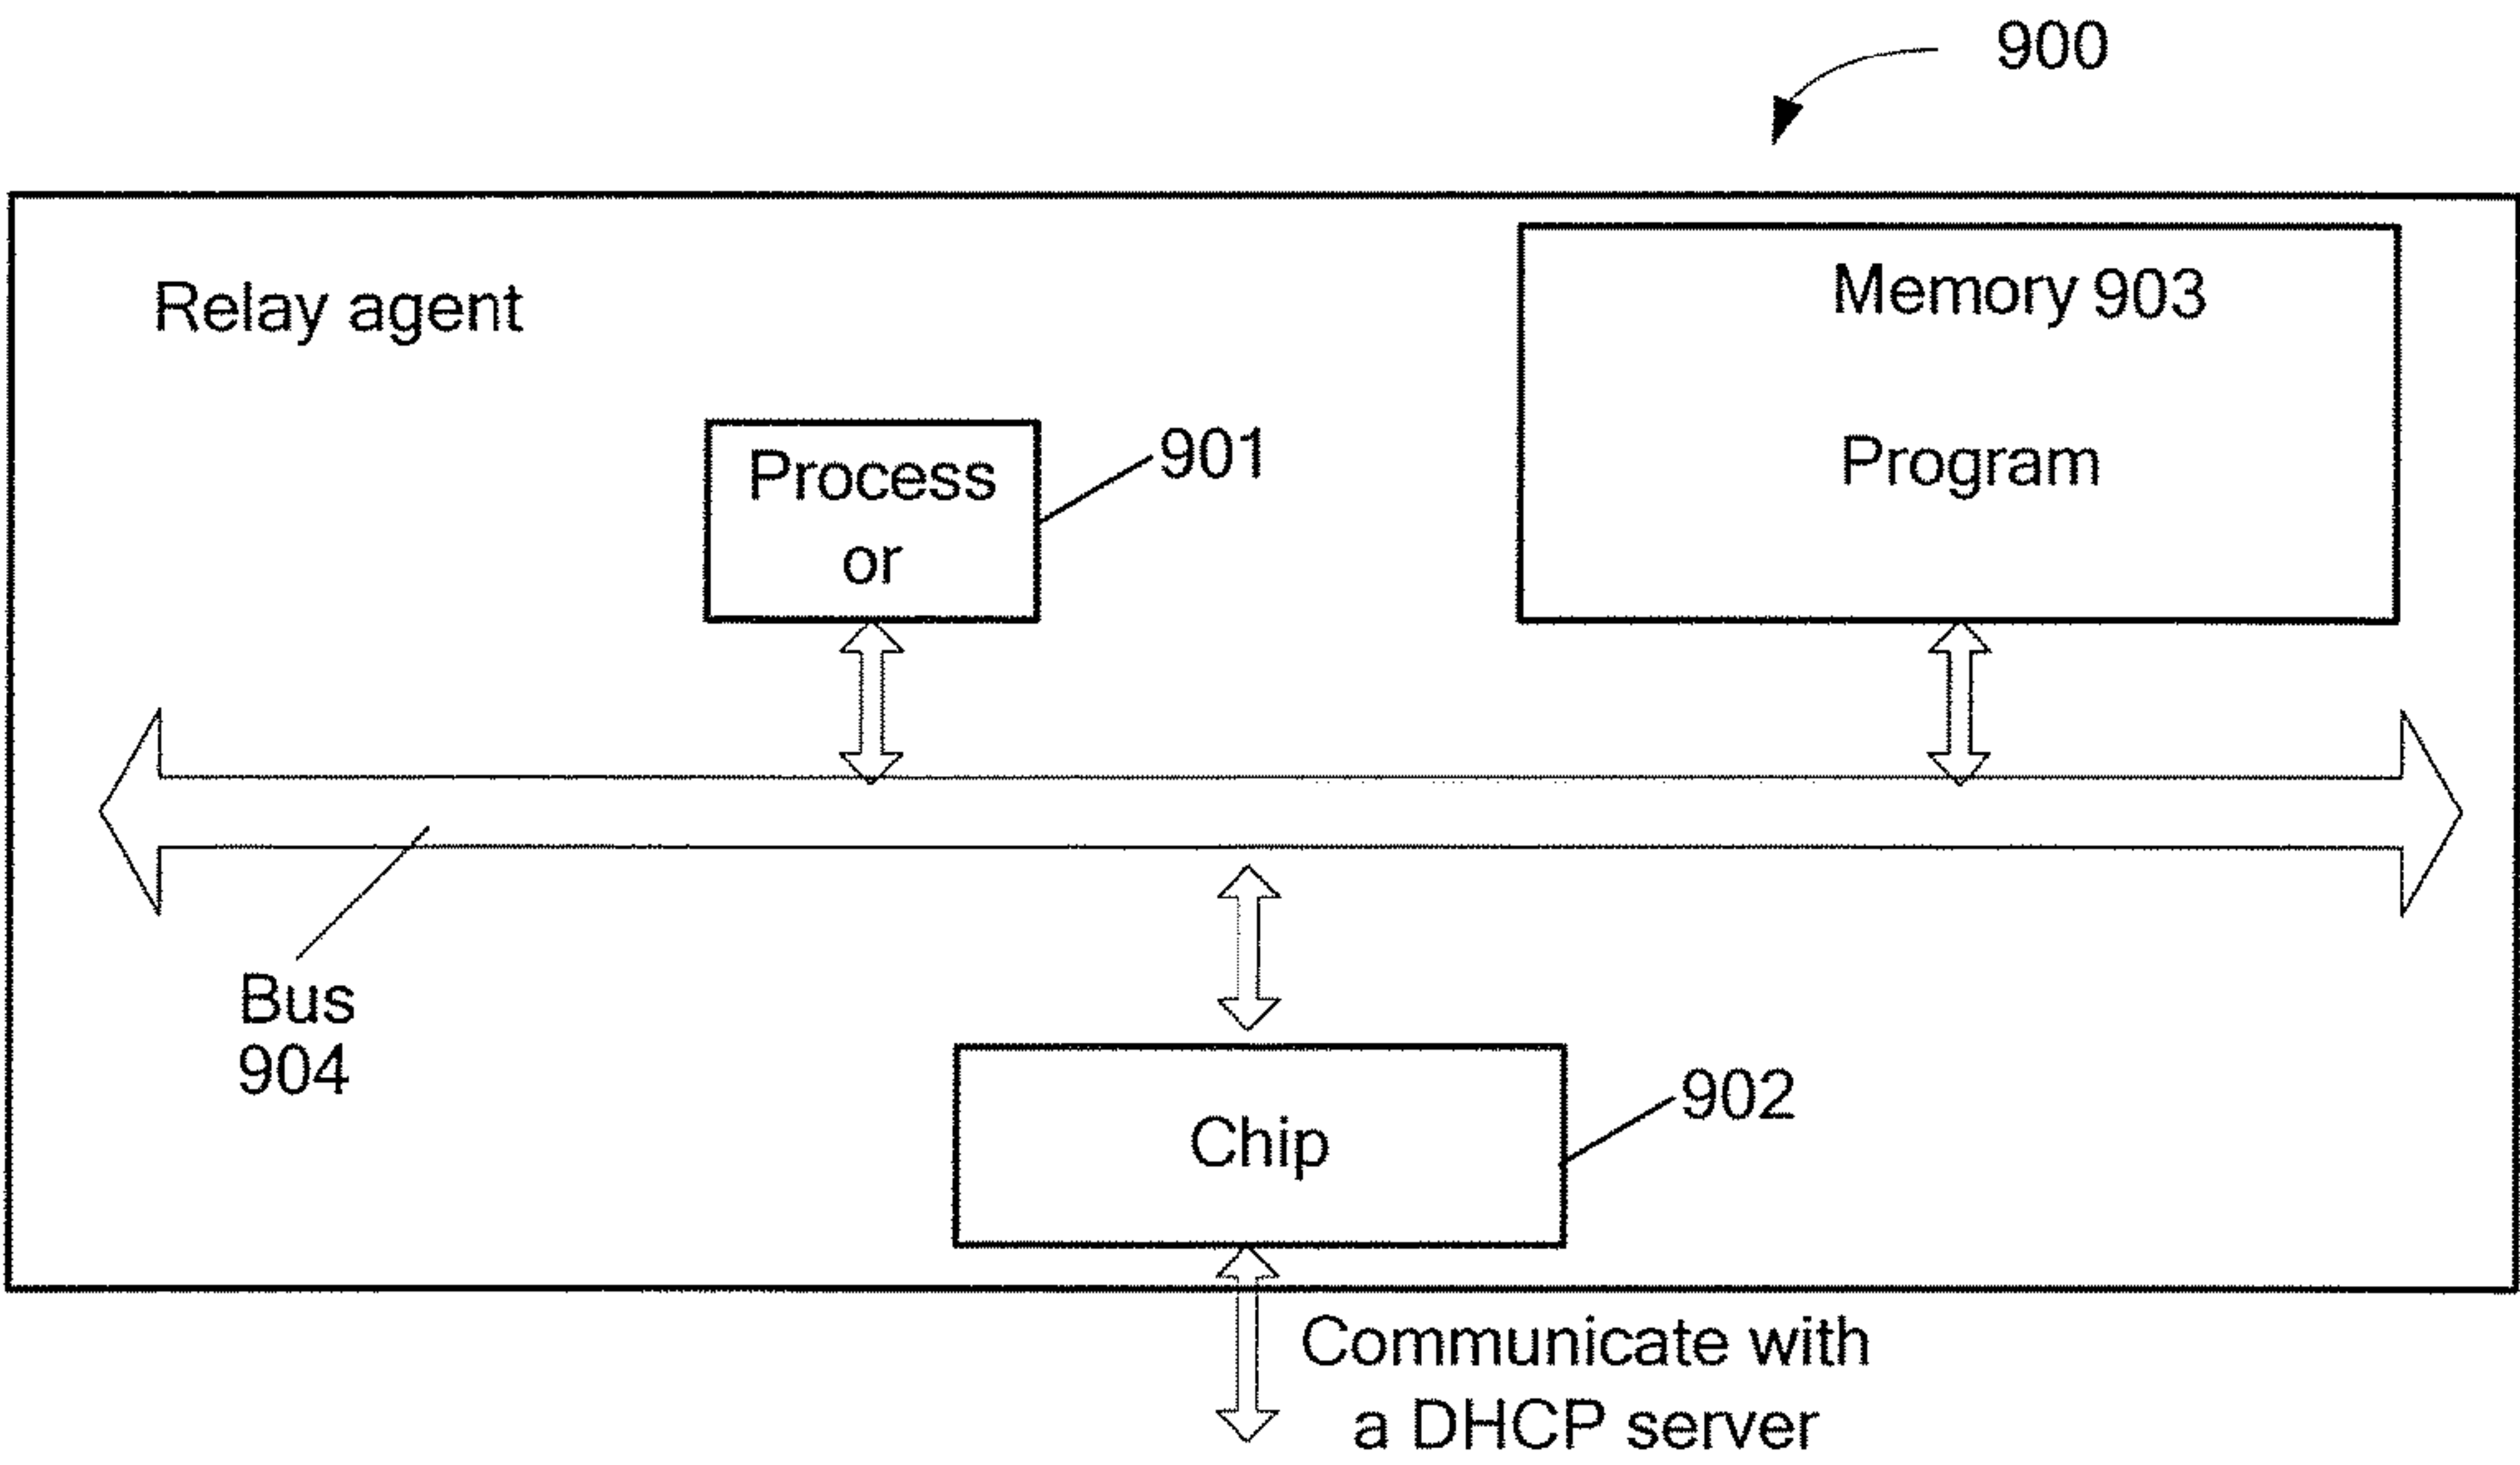 900
Relay agent
Memory 903
Program
Process
or
901
Bus
904
Chip
902
Communicate with
a DHCP server